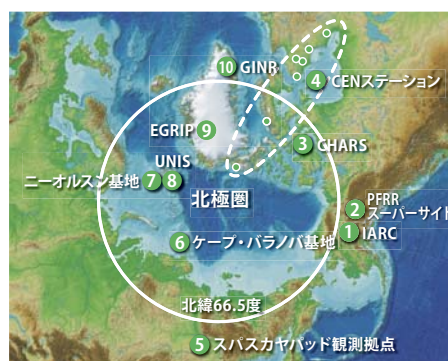 10 GINR
4 CENステーション
EGRIP 9
3 CHARS
UNIS
ニーオルスン基地 7 8
北極圏
2 PFRR
スーパーサイト
1 IARC
6 ケープ・バラノバ基地
北緯66.5度
5 スパスカヤパッド観測拠点